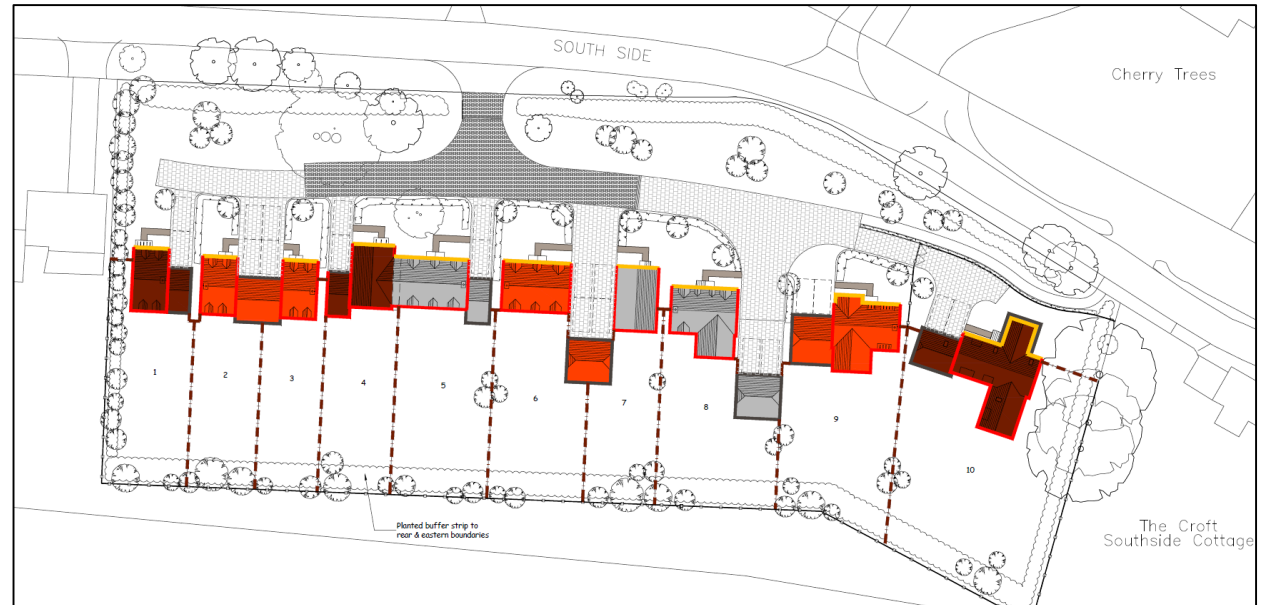 SOUTH SIDE
Cherry Trees
1
2
3
4
5
6
7
8
9
10
Planted buffer strip to
rear & eastern boundaries
The Croft
Southside Cottage